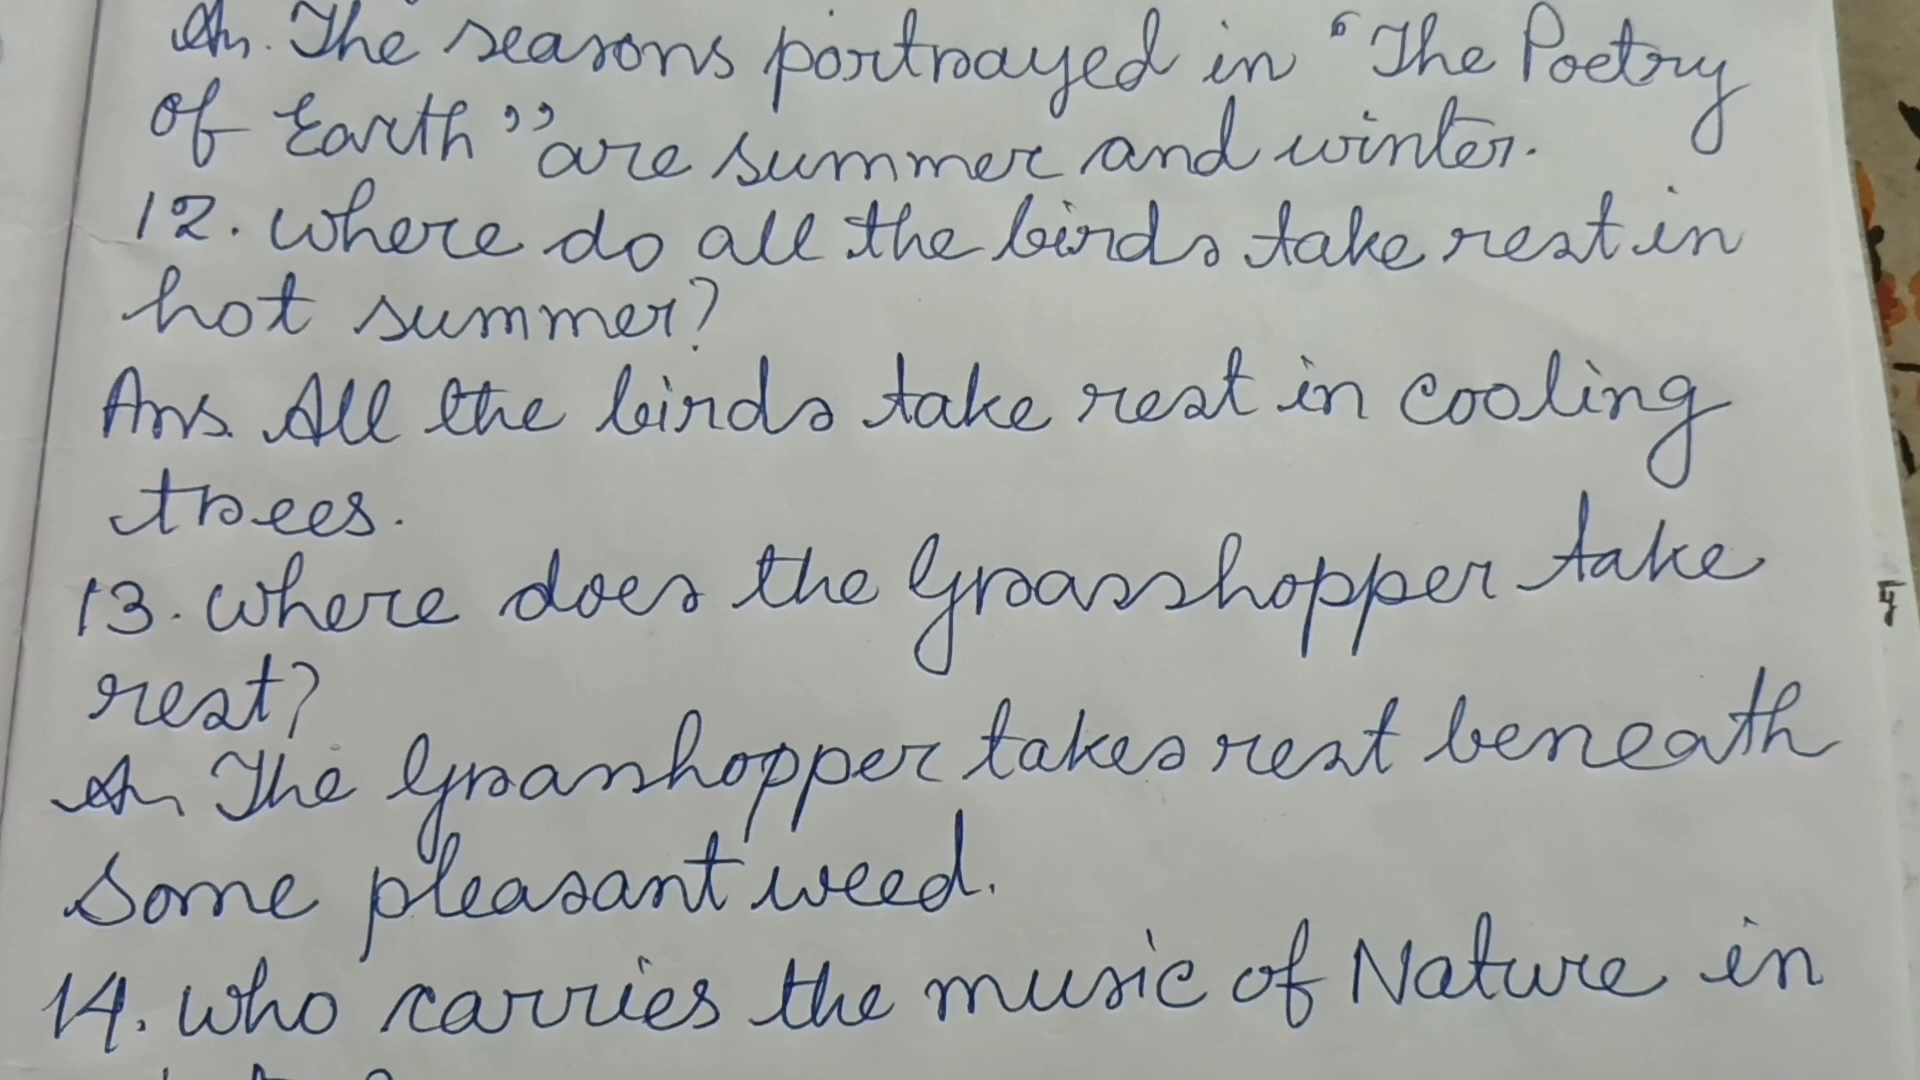 An. The seasons portrayed in "The Poetry
of Earth" are summer and winter.
12. Where do all the birds take rest in
hot summer?
Ans. All the birds take rest in cooling
trees.
13. Where does the Grasshopper take
rest?
An. The Grasshopper takes rest beneath
some pleasant weed.
14. Who carries the music of Nature in